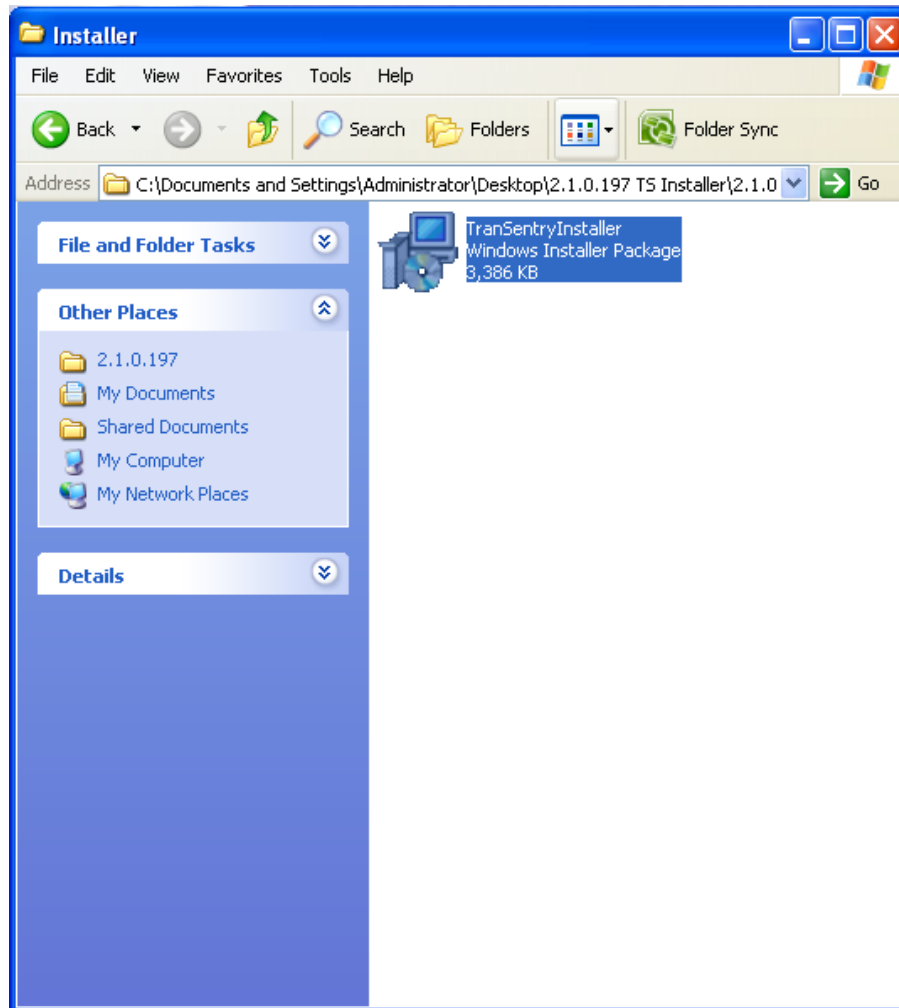 Installer
File Edit View Favorites Tools Help
Back Search Folders Folder Sync
Address C:\Documents and Settings\Administrator\Desktop\2.1.0.197 TS Installer\2.1.0 Go
File and Folder Tasks
Other Places
2.1.0.197
My Documents
Shared Documents
My Computer
My Network Places
Details
TranSentryInstaller
Windows Installer Package
3,386 KB